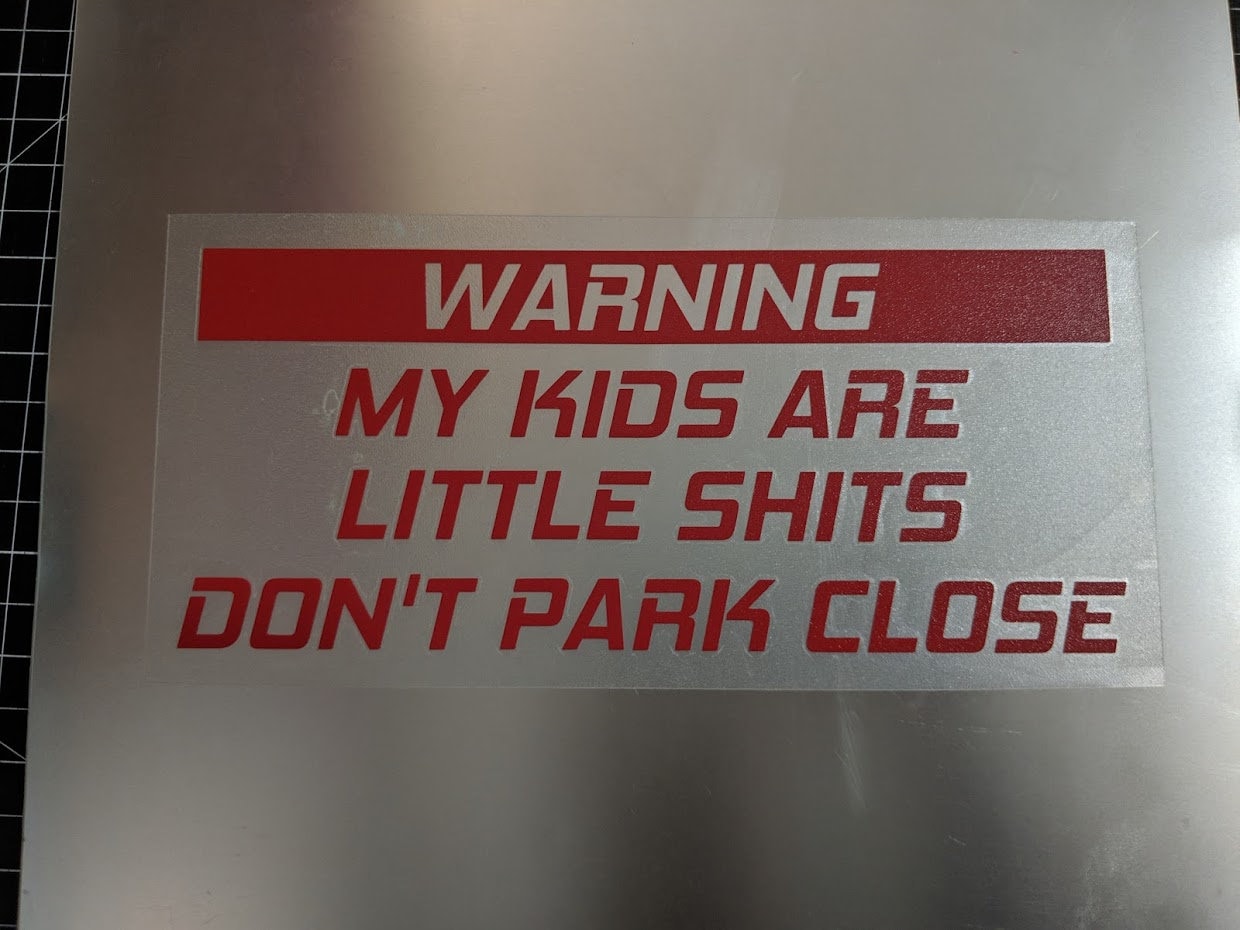 WARNING
MY KIDS ARE
LITTLE SHITS
DON'T PARK CLOSE